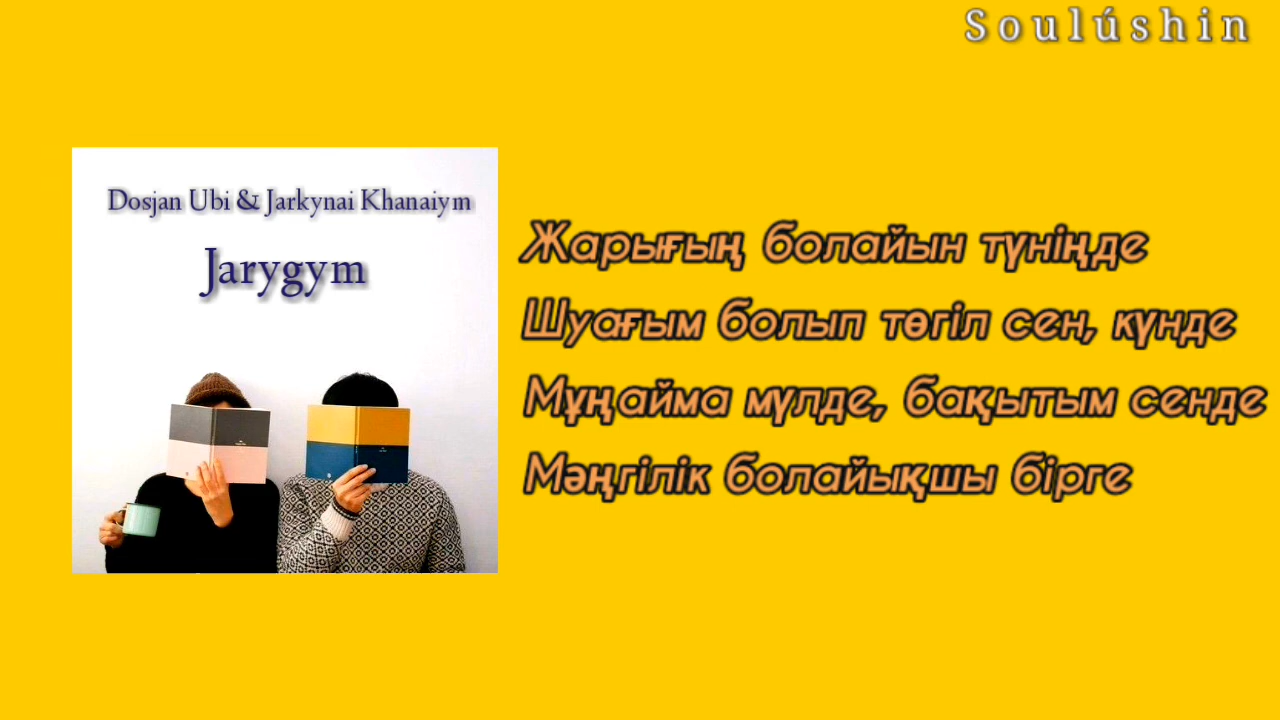 Soulúshin
Dosjan Ubi & Jarkynai Khanaiym
Jarygym
Жарығың болайын түніңде
Шуағым болып төгіл сен, күнде
Мұңайма мүлде, бақытым сенде
Мәңгілік болайықшы бірге